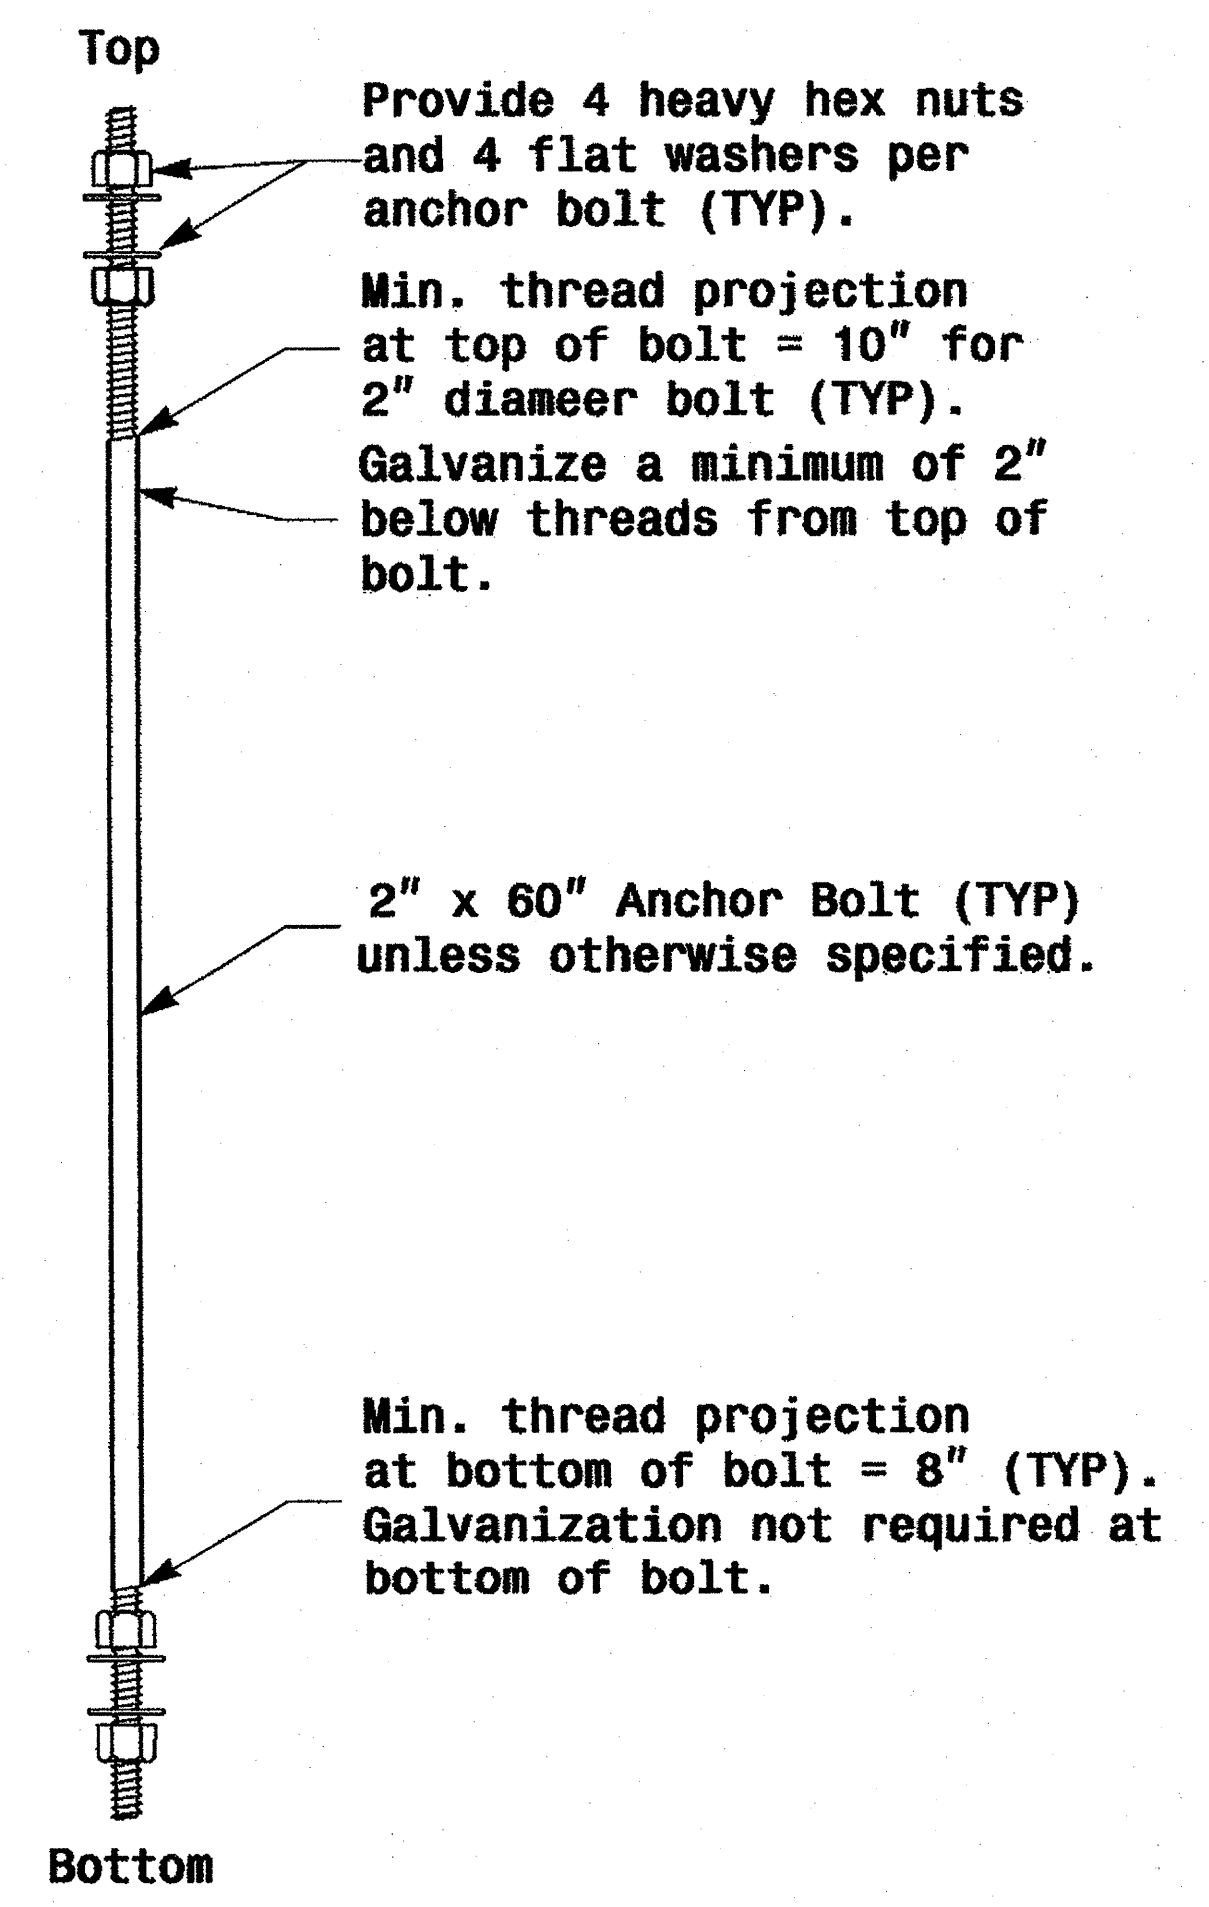 Top
Provide 4 heavy hex nuts
and 4 flat washers per
anchor bolt (TYP).
Min. thread projection
at top of bolt = 10" for
2" diameer bolt (TYP).
Galvanize a minimum of 2"
below threads from top of
bolt.
2" x 60" Anchor Bolt (TYP)
unless otherwise specified.
Min. thread projection
at bottom of bolt = 8" (TYP).
Galvanization not required at
bottom of bolt.
Bottom